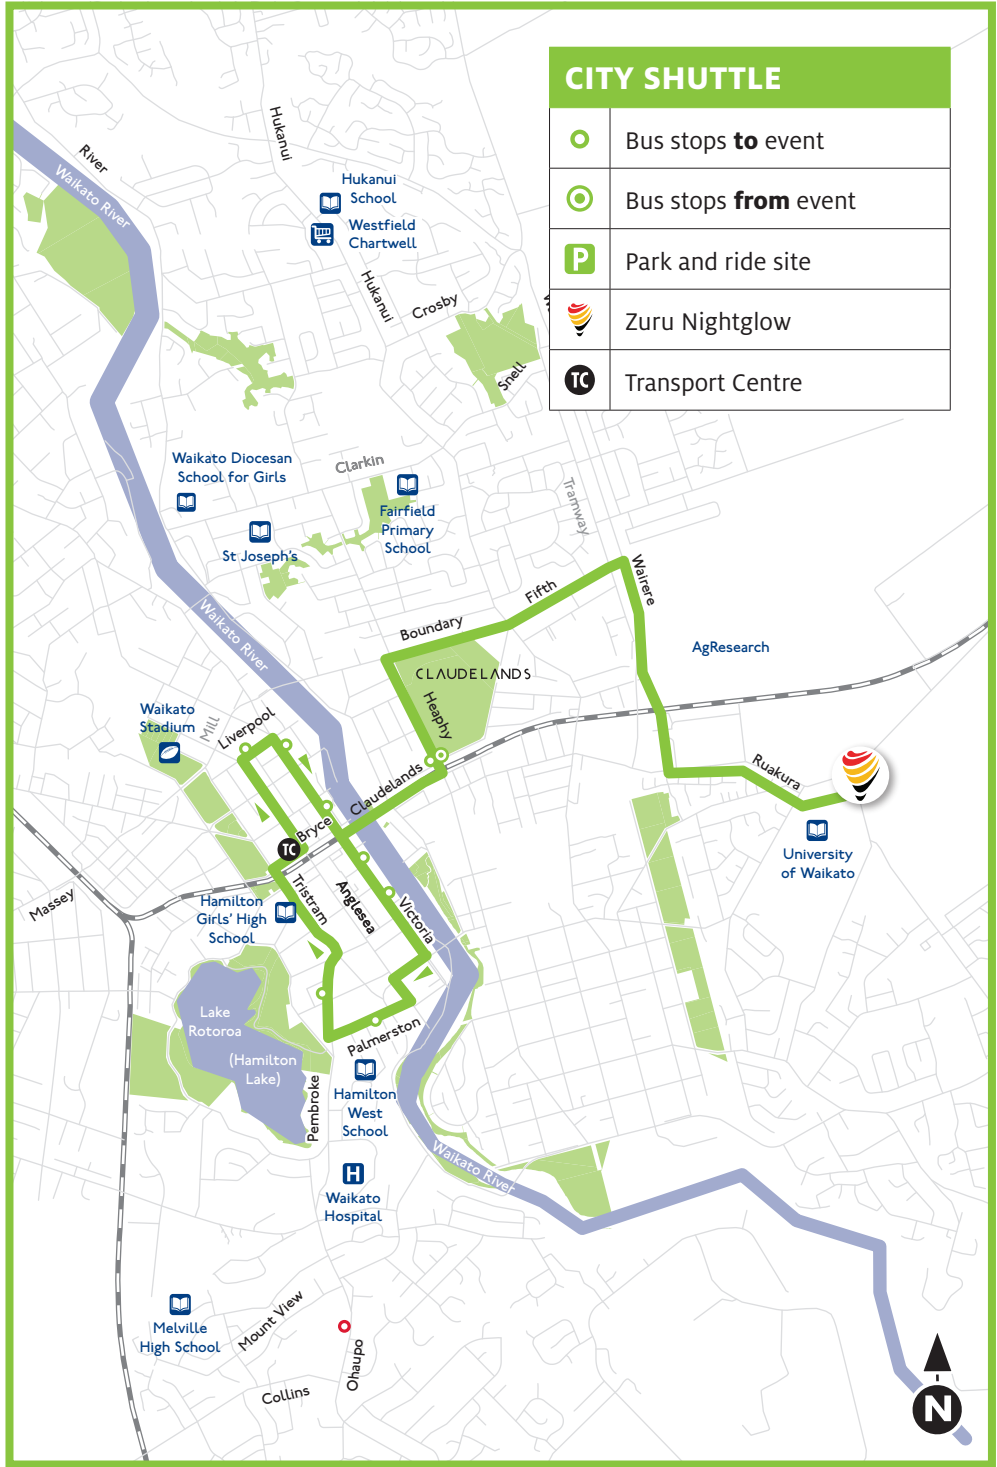 CITY SHUTTLE
Bus stops to event
Bus stops from event
P
Park and ride site
Zuru Nightglow
TC
Transport Centre
Hukanui
River
Waikato River
Hukanui
School
Westfield
Chartwell
Hukanui
Crosby
Snell
Waikato Diocesan
School for Girls
Clarkin
Fairfield
Primary
School
St Joseph's
Tramway
Wairere
Fifth
Boundary
Waikato River
AgResearch
CLAUDELANDS
Heaphy
Waikato
Stadium
Mill
Liverpool
Claudelands
Ruakura
Bryce
TC
University
of Waikato
Massey
Tristram
Anglesea
Victoria
Hamilton
Girls' High
School
Lake
Rotoroa
(Hamilton
Lake)
Palmerston
Pembroke
Hamilton
West
School
Waikato River
H
Waikato
Hospital
Mount View
Melville
High School
Ohaupo
Collins
N